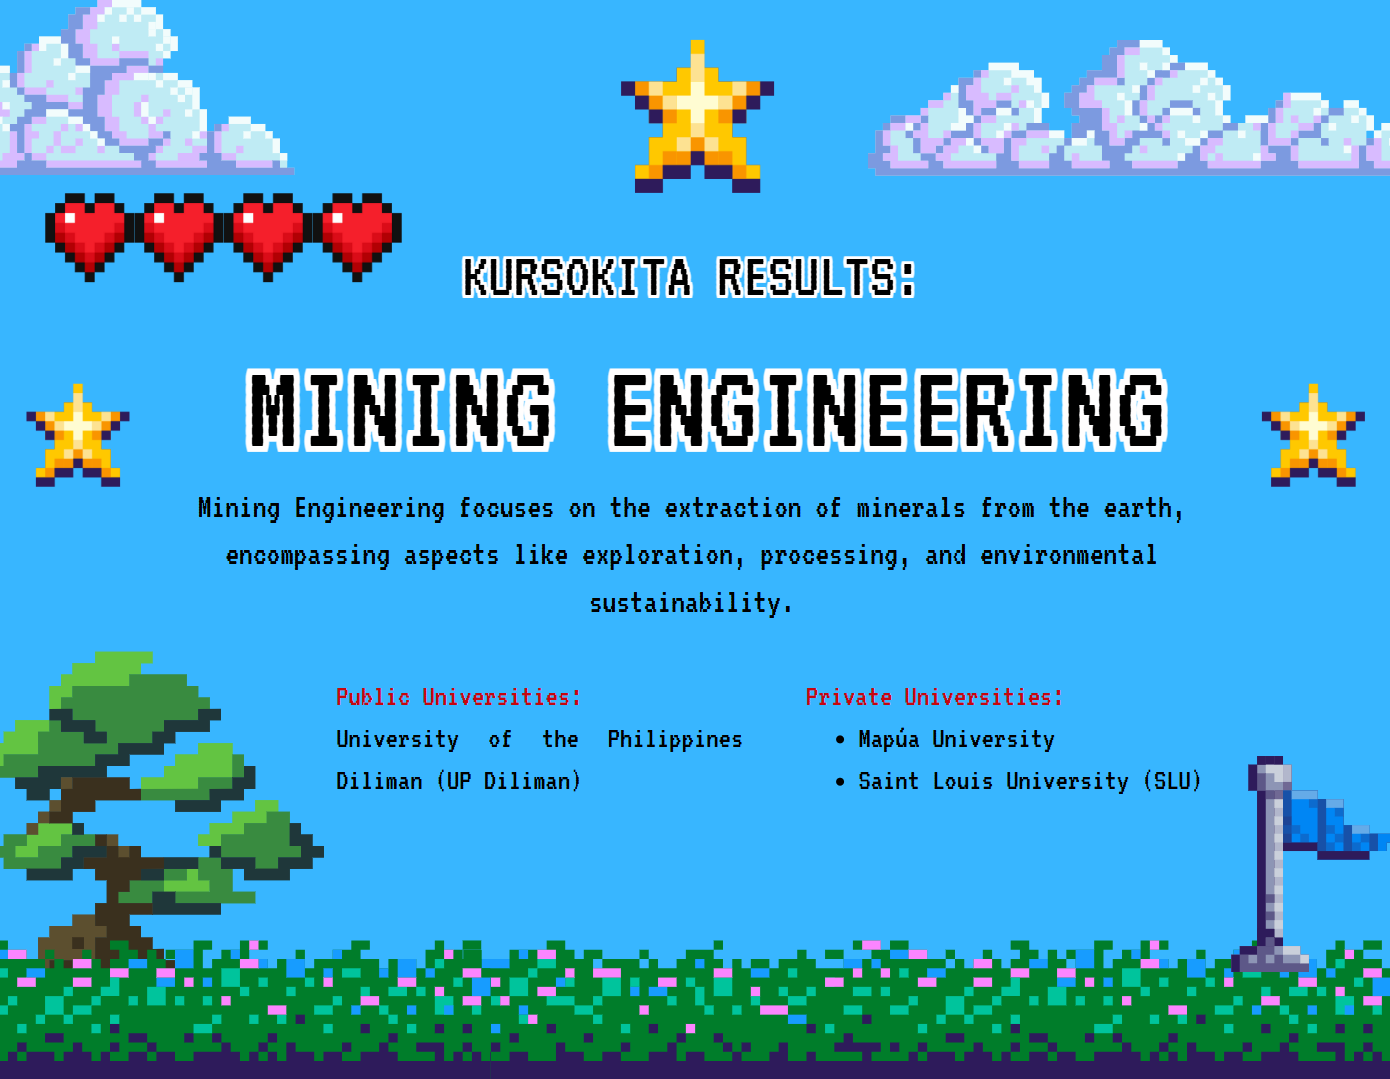 KURSOKITA RESULTS:
MINING ENGINEERING
Mining Engineering focuses on the extraction of minerals from the earth,
encompassing aspects like exploration, processing, and environmental
sustainability.
Public Universities:
University of the Philippines
Diliman (UP Diliman)
Private Universities:
• Mapúa University
• Saint Louis University (SLU)